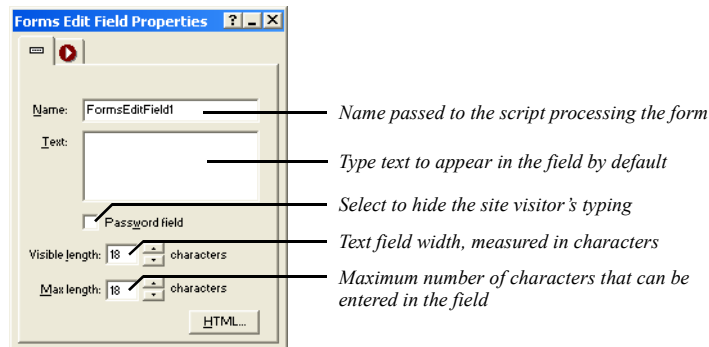 Forms Edit Field Properties
Name: FormsEditField1
Name passed to the script processing the form
Text:
Type text to appear in the field by default
Select to hide the site visitor's typing
Password field
Text field width, measured in characters
Visible length: 18 characters
Maximum number of characters that can be
entered in the field
Max length: 18 characters
HTML...